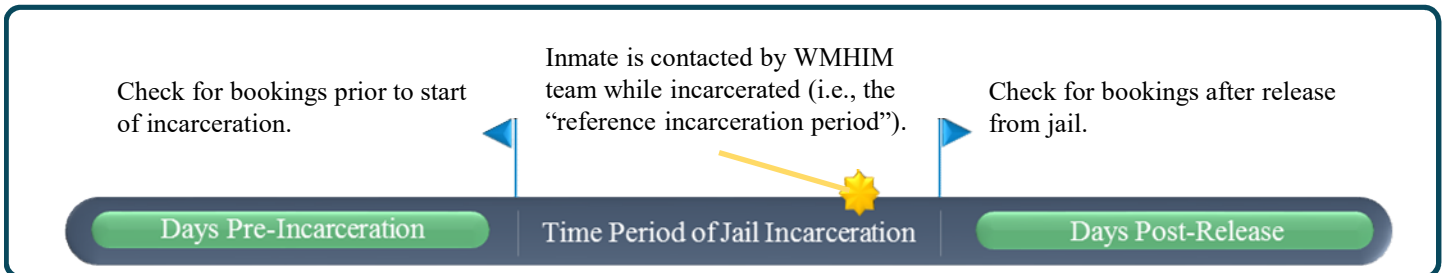 Check for bookings prior to start
of incarceration.
Inmate is contacted by WMHIM
team while incarcerated (i.e., the
“reference incarceration period”).
Check for bookings after release
from jail.
Days Pre-Incarceration
Time Period of Jail Incarceration
Days Post-Release